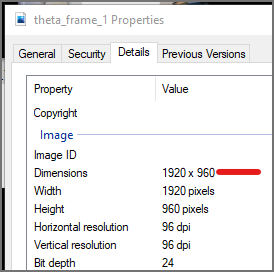 theta_frame_1 Properties
General Security Details Previous Versions
Property Value
Copyright
Image
Image ID
Dimensions 1920 x 960
Width 1920 pixels
Height 960 pixels
Horizontal resolution 96 dpi
Vertical resolution 96 dpi
Bit depth 24